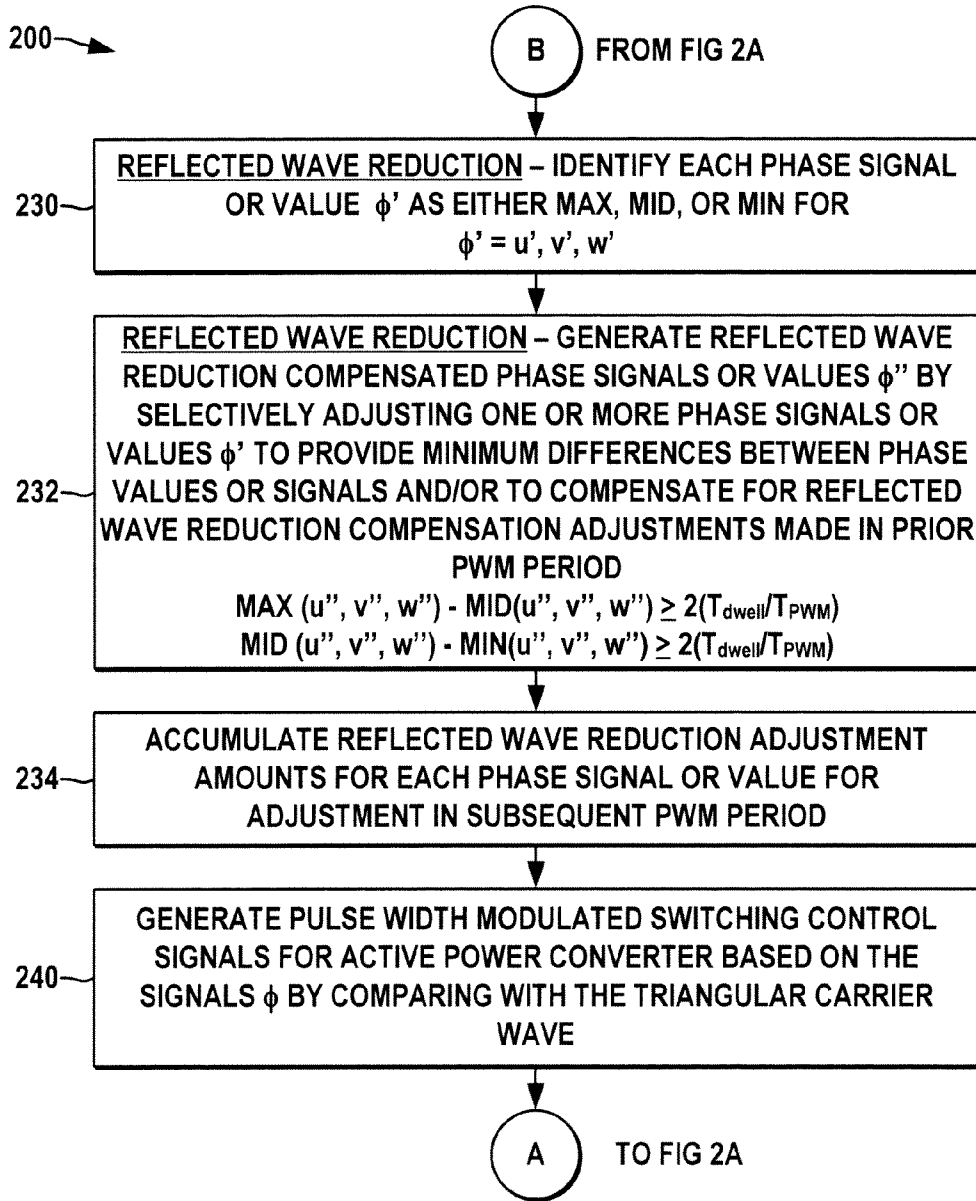 200
B FROM FIG 2A
REFLECTED WAVE REDUCTION – IDENTIFY EACH PHASE SIGNAL
OR VALUE ϕ' AS EITHER MAX, MID, OR MIN FOR
ϕ' = u', v', w'
230
REFLECTED WAVE REDUCTION – GENERATE REFLECTED WAVE
REDUCTION COMPENSATED PHASE SIGNALS OR VALUES ϕ'' BY
SELECTIVELY ADJUSTING ONE OR MORE PHASE SIGNALS OR
VALUES ϕ' TO PROVIDE MINIMUM DIFFERENCES BETWEEN PHASE
VALUES OR SIGNALS AND/OR TO COMPENSATE FOR REFLECTED
WAVE REDUCTION COMPENSATION ADJUSTMENTS MADE IN PRIOR
PWM PERIOD
MAX (u'', v'', w'') - MID(u'', v'', w'') ≥ 2(Tdwell/TPWM)
MID (u'', v'', w'') - MIN(u'', v'', w'') ≥ 2(Tdwell/TPWM)
232
ACCUMULATE REFLECTED WAVE REDUCTION ADJUSTMENT
AMOUNTS FOR EACH PHASE SIGNAL OR VALUE FOR
ADJUSTMENT IN SUBSEQUENT PWM PERIOD
234
GENERATE PULSE WIDTH MODULATED SWITCHING CONTROL
SIGNALS FOR ACTIVE POWER CONVERTER BASED ON THE
SIGNALS ϕ BY COMPARING WITH THE TRIANGULAR CARRIER
WAVE
240
A TO FIG 2A